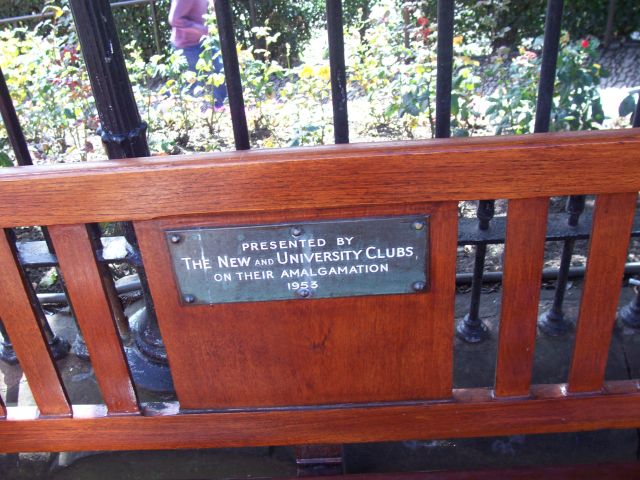 PRESENTED BY
THE NEW AND UNIVERSITY CLUBS,
ON THEIR AMALGAMATION
1953